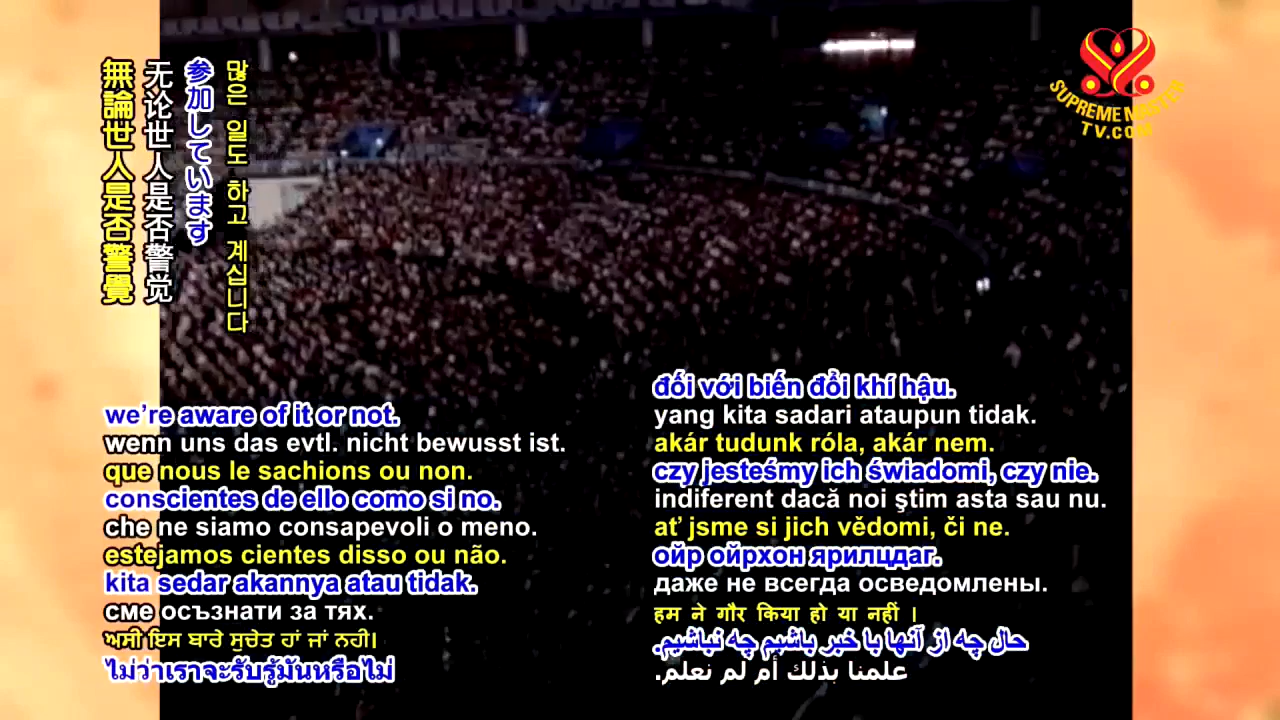 無論世人是否警覺
无论世人是否警觉
参加しています
많은 일도 하고 계십니다
SUPREME MASTER
TV.COM
we're aware of it or not.
wenn uns das evtl. nicht bewusst ist.
que nous le sachions ou non.
conscientes de ello como si no.
che ne siamo consapevoli o meno.
estejamos cientes disso ou não.
kita sedar akannya atau tidak.
сме осъзнати за тях.
ਅਸੀ ਇਸ ਬਾਰੇ ਸੁਚੇਤ ਹਾਂ ਜਾਂ ਨਹੀ।
ไม่ว่าเราจะรับรู้มันหรือไม่
đối với biến đổi khí hậu.
yang kita sadari ataupun tidak.
akár tudunk róla, akár nem.
czy jesteśmy ich świadomi, czy nie.
indiferent dacă noi ştim asta sau nu.
ať jsme si jich vědomi, či ne.
ойр ойрхон ярилцдаг.
даже не всегда осведомлены.
हम ने गौर किया हो या नहीं ।
حال چه از آنها با خبر باشیم چه نباشیم.
علمنا بذلك أم لم نعلم.